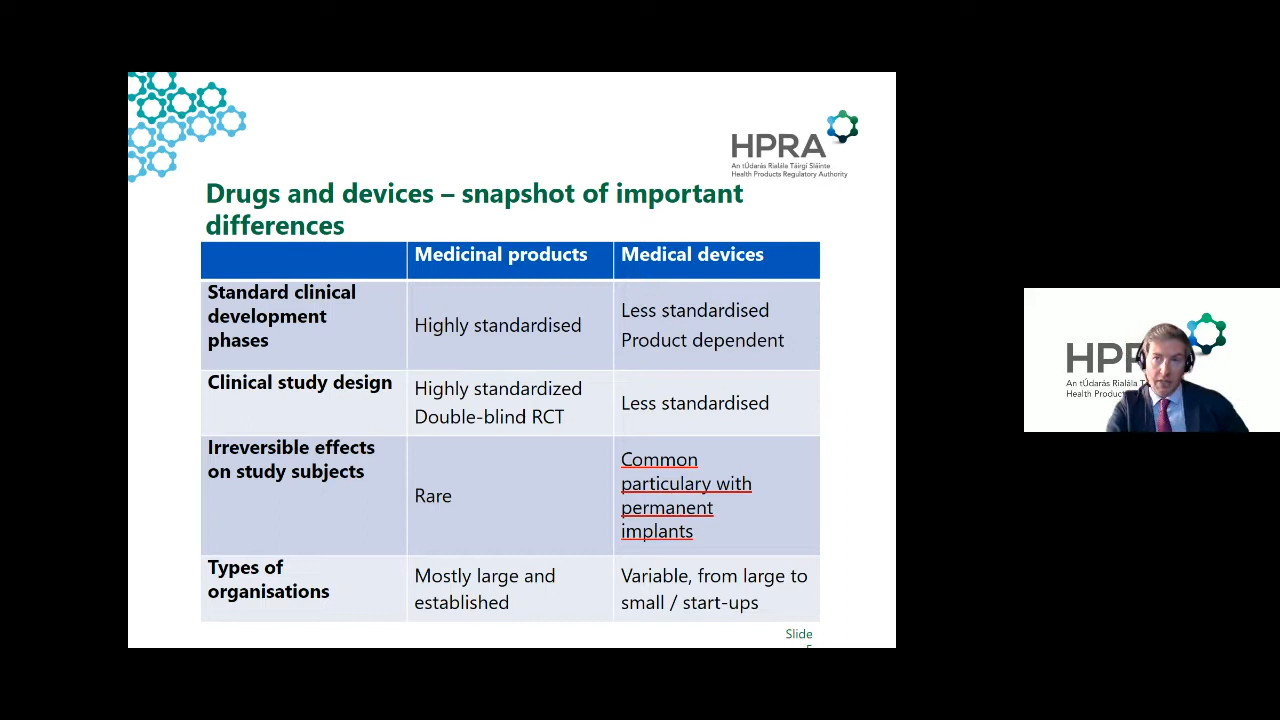 HPRA
An tÚdarás Rialála Táirgí Sláinte
Health Products Regulatory Authority
Drugs and devices – snapshot of important
differences
Medicinal products
Medical devices
Standard clinical
development
phases
Highly standardised
Less standardised
Product dependent
Clinical study design
Highly standardized
Double-blind RCT
Less standardised
Irreversible effects
on study subjects
Rare
Common
particulary with
permanent
implants
Types of
organisations
Mostly large and
established
Variable, from large to
small / start-ups
Slide
HP
An tÚdarás Rialála
Health